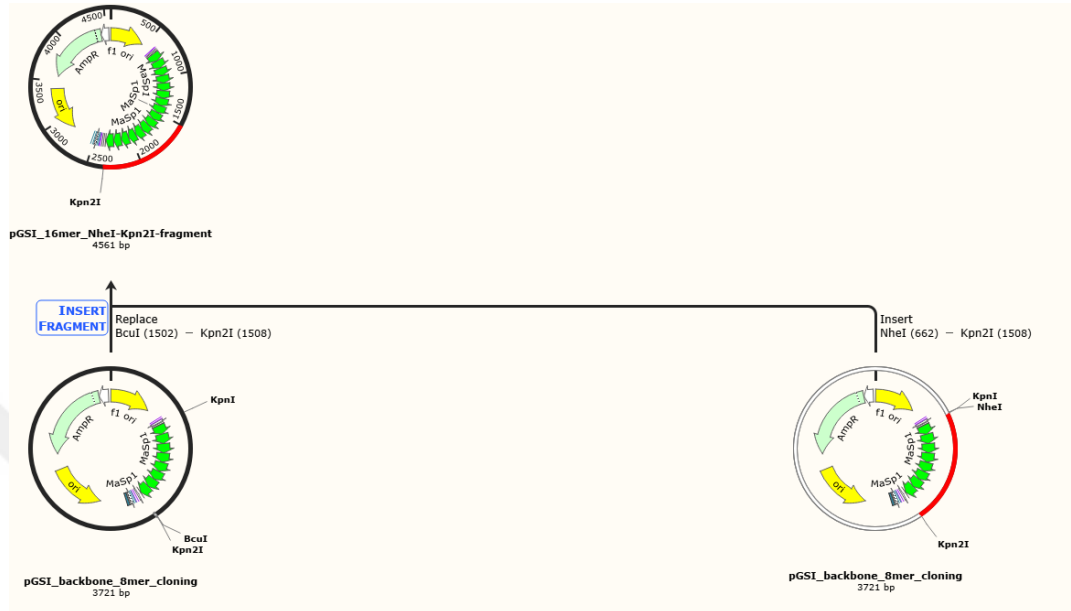 4500
500
4000
1000
AmpR
f1 ori
MaSp1
MaSp1
3500
ori
MaSp1
1500
3000
2500
2000
Kpn2I
pGSI_16mer_NheI-Kpn2I-fragment
4561 bp
INSERT
FRAGMENT
Replace
BcuI (1502) – Kpn2I (1508)
Insert
NheI (662) – Kpn2I (1508)
KpnI
f1 ori
AmpR
MaSp1
MaSp1
ori
BcuI
Kpn2I
pGSI_backbone_8mer_cloning
3721 bp
KpnI
NheI
f1 ori
AmpR
MaSp1
MaSp1
ori
Kpn2I
pGSI_backbone_8mer_cloning
3721 bp